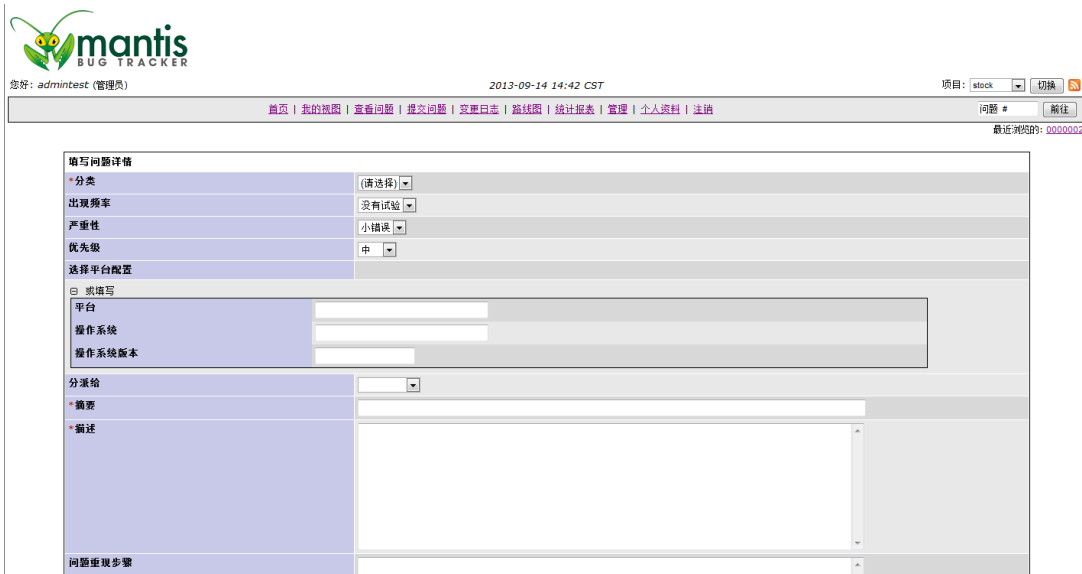 mantis
BUG TRACKER
您好: admintest (管理员) 2013-09-14 14:42 CST 项目: stock 切换
首页 | 我的视图 | 查看问题 | 提交问题 | 变更日志 | 路线图 | 统计报表 | 管理 | 个人资料 | 注销 问题 # 前往
最近浏览的: 0000002
填写问题详情
*分类 (请选择)
出现频率 没有试验
严重性 小错误
优先级 中
选择平台配置
或填写
平台
操作系统
操作系统版本
分派给
*摘要
*描述
问题重现步骤